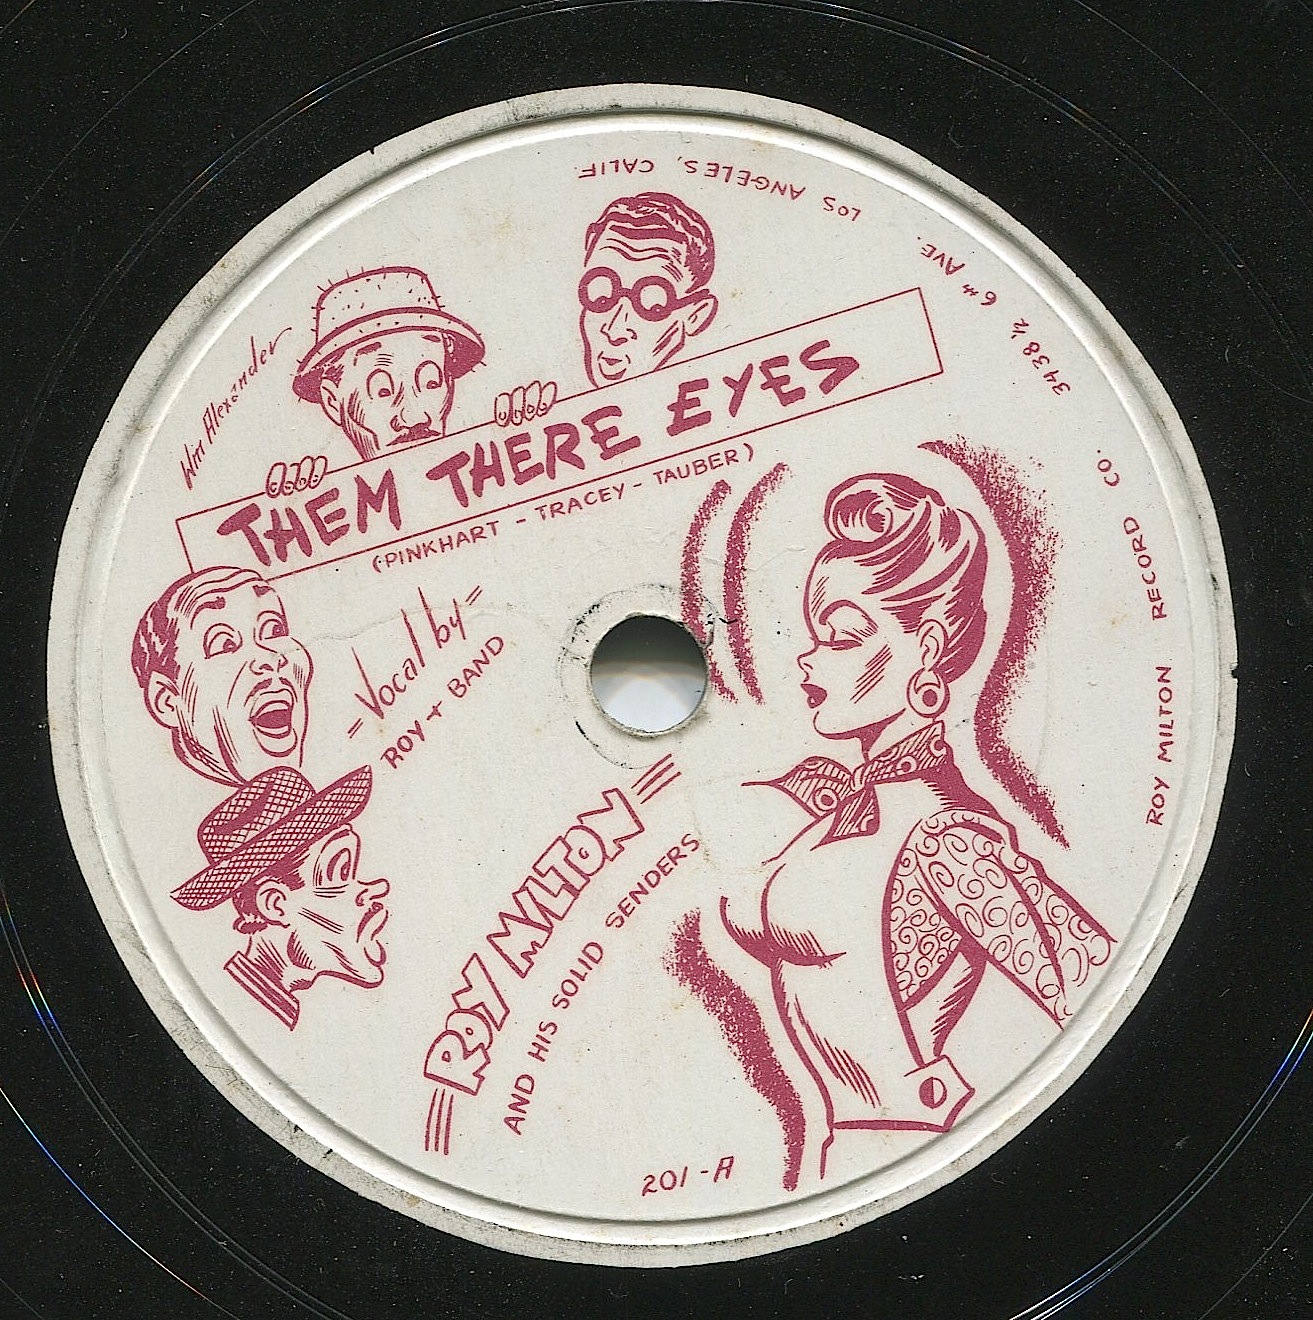 Wm Alexander
THEM THERE EYES
(PINKHART - TRACEY - TAUBER)
=Vocal by=
ROY + BAND
ROY MILTON
AND HIS SOLID SENDERS
201-A
ROY MILTON RECORD CO. 3438½ 6TH AVE. LOS ANGELES, CALIF.